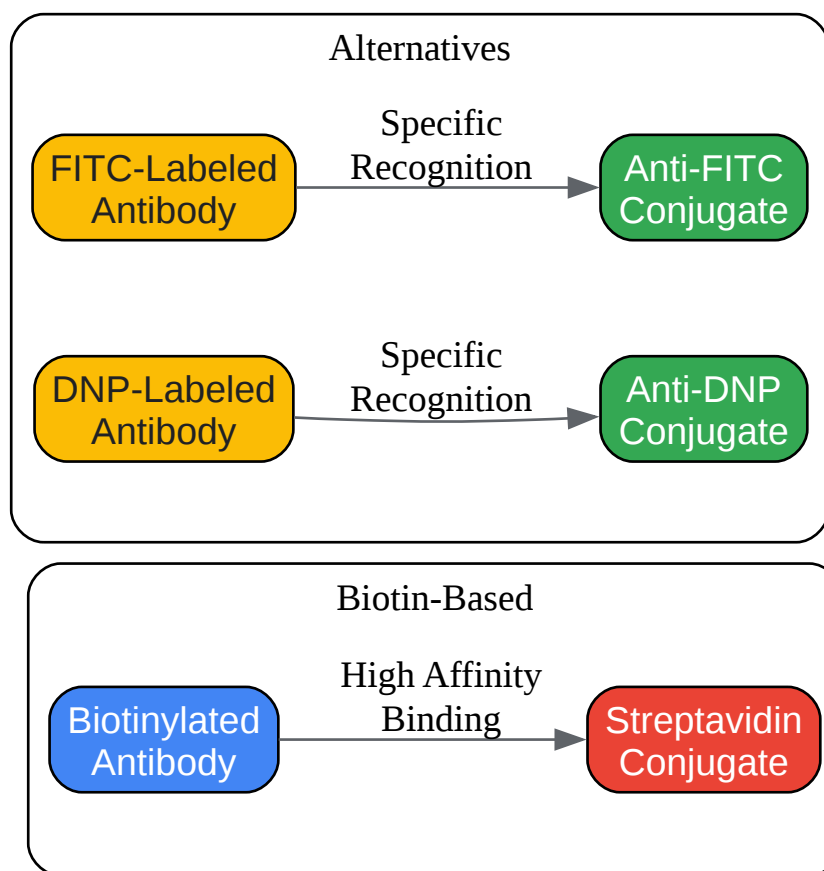 Alternatives
FITC-Labeled
Antibody
Specific
Recognition
Anti-FITC
Conjugate
DNP-Labeled
Antibody
Specific
Recognition
Anti-DNP
Conjugate
Biotin-Based
Biotinylated
Antibody
High Affinity
Binding
Streptavidin
Conjugate